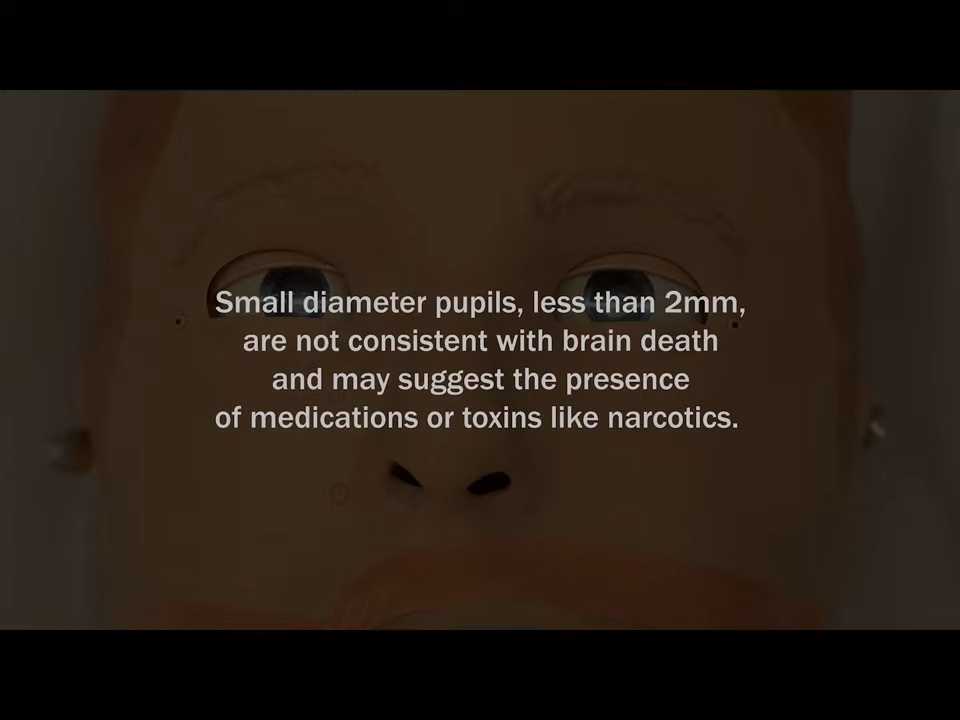 Small diameter pupils, less than 2mm,
are not consistent with brain death
and may suggest the presence
of medications or toxins like narcotics.